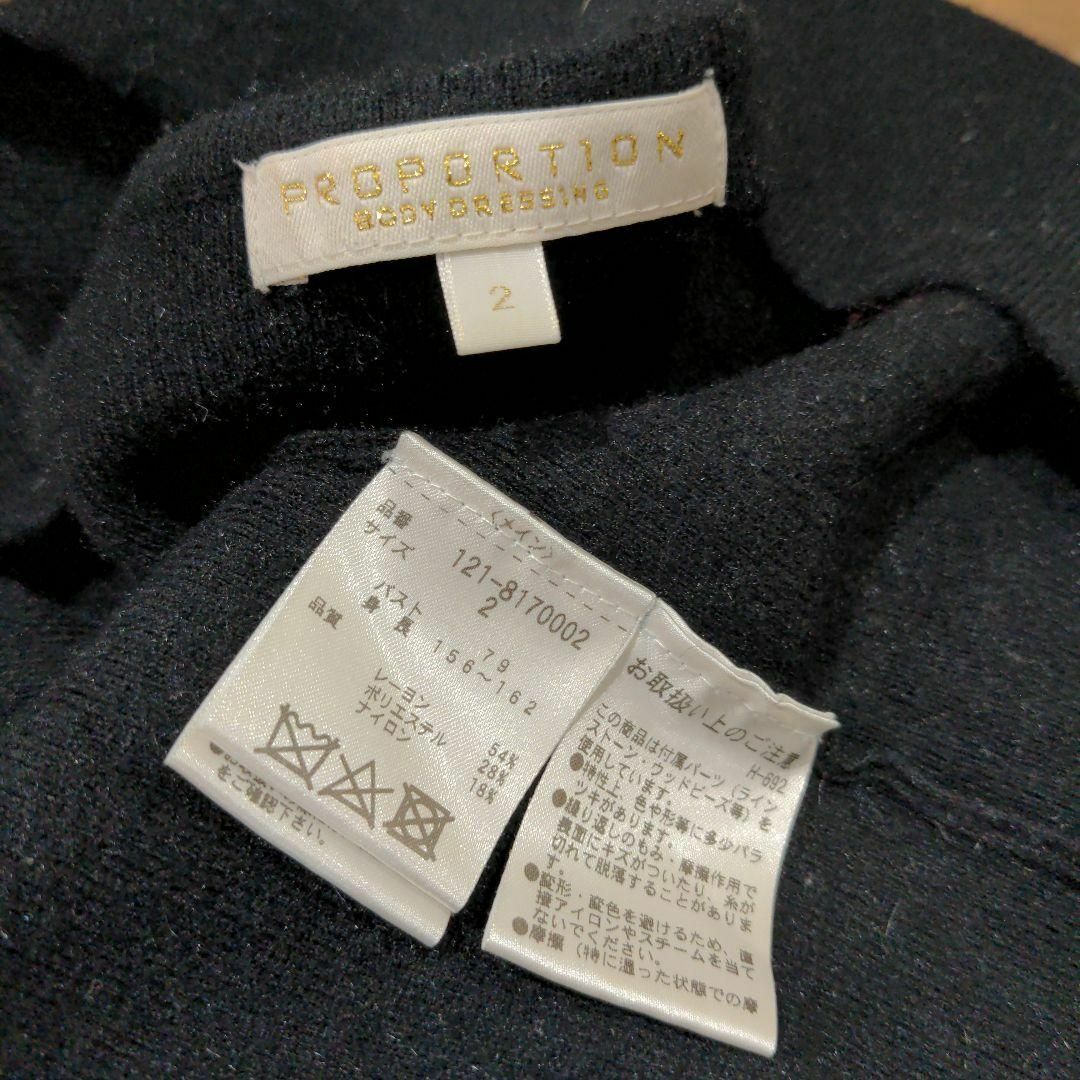 PROPORTION
BODY DRESSING
2
〈メイン〉
品番 121-8170002
サイズ 2
バスト 79
身長 156～162
品質
レーヨン 54%
ポリエステル 28%
ナイロン 18%
をご確認下さい。
お取扱い上のご注意
H-692
この商品は付属パーツ（ライン
ストーン・ウッドビーズ等）を
使用しています。
●特性上、色や形等に多少バラ
ツキがあります。
●繰り返しのもみ・摩擦作用で
表面にキズがついたり、糸が
切れて脱落することがありま
す。
●変形・変色を避けるため、直
接アイロンやスチームを当て
ないでください。
●摩擦（特に湿った状態での摩